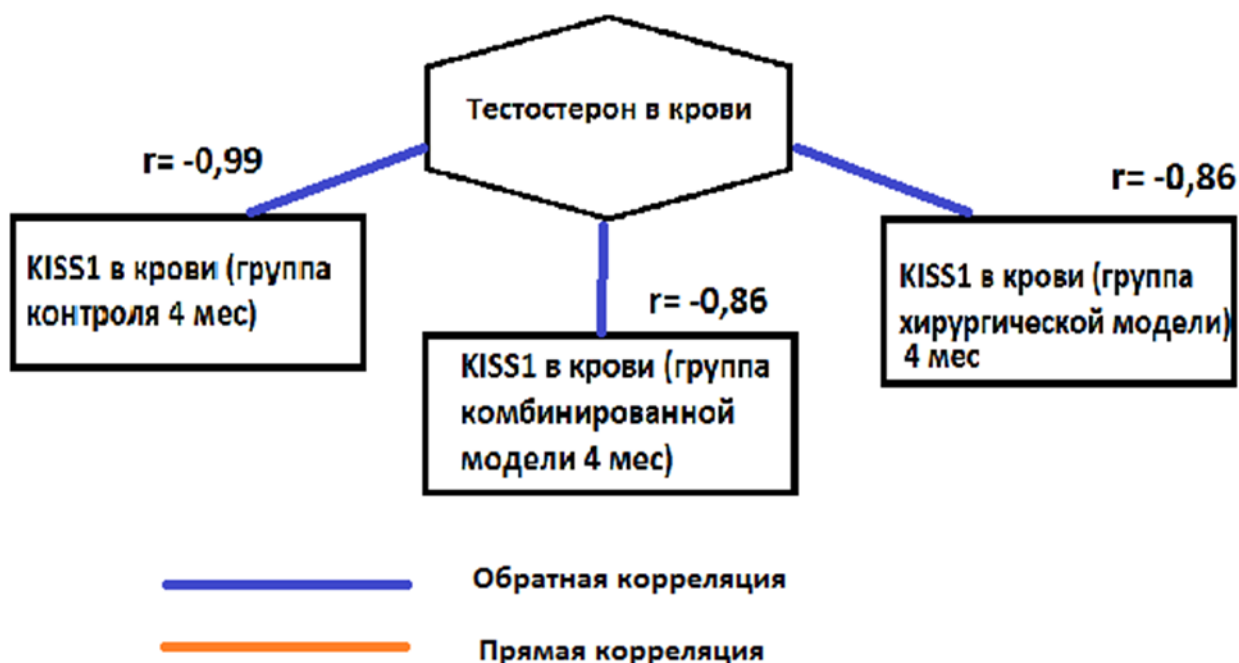 Тестостерон в крови
r= -0,99
r= -0,86
KISS1 в крови (группа
контроля 4 мес)
r= -0,86
KISS1 в крови (группа
комбинированной
модели 4 мес)
KISS1 в крови (группа
хирургической модели)
4 мес
Обратная корреляция
Прямая корреляция